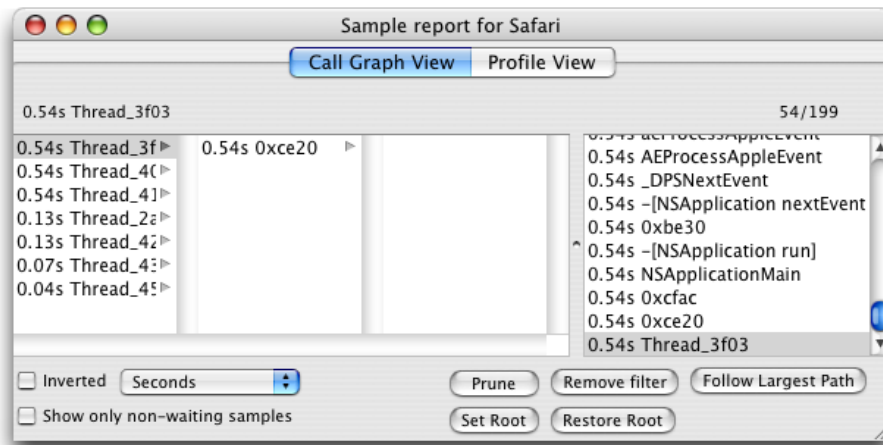 Sample report for Safari
Call Graph View Profile View
0.54s Thread_3f03 54/199
0.54s Thread_3f
0.54s Thread_4(
0.54s Thread_41
0.13s Thread_2a
0.13s Thread_42
0.07s Thread_43
0.04s Thread_45
0.54s 0xce20
0.54s aeProcessAppleEvent
0.54s AEProcessAppleEvent
0.54s _DPSNextEvent
0.54s -[NSApplication nextEvent
0.54s 0xbe30
0.54s -[NSApplication run]
0.54s NSApplicationMain
0.54s 0xcfac
0.54s 0xce20
0.54s Thread_3f03
Inverted Seconds Prune Remove filter Follow Largest Path
Show only non-waiting samples Set Root Restore Root